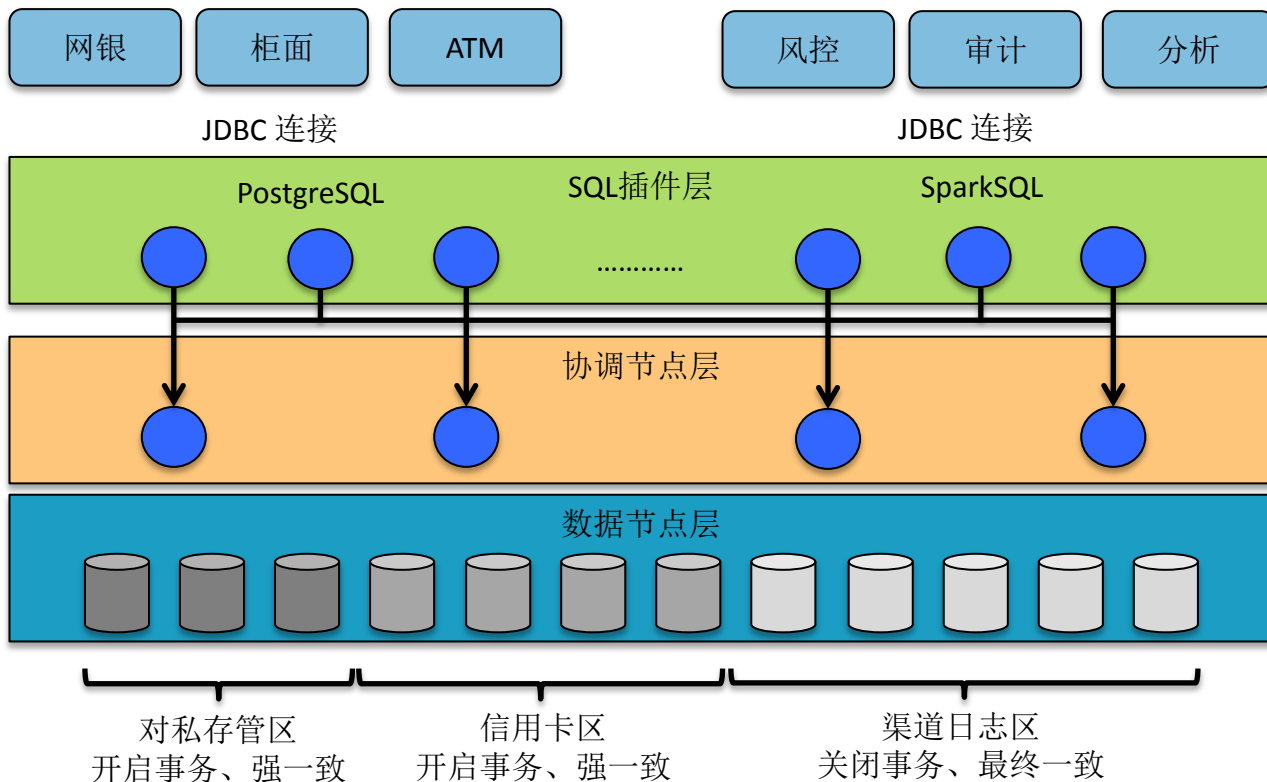 网银
柜面
ATM
风控
审计
分析
JDBC 连接
JDBC 连接
SQL插件层
PostgreSQL
SparkSQL
…………
协调节点层
数据节点层
对私存管区
开启事务、强一致
信用卡区
开启事务、强一致
渠道日志区
关闭事务、最终一致